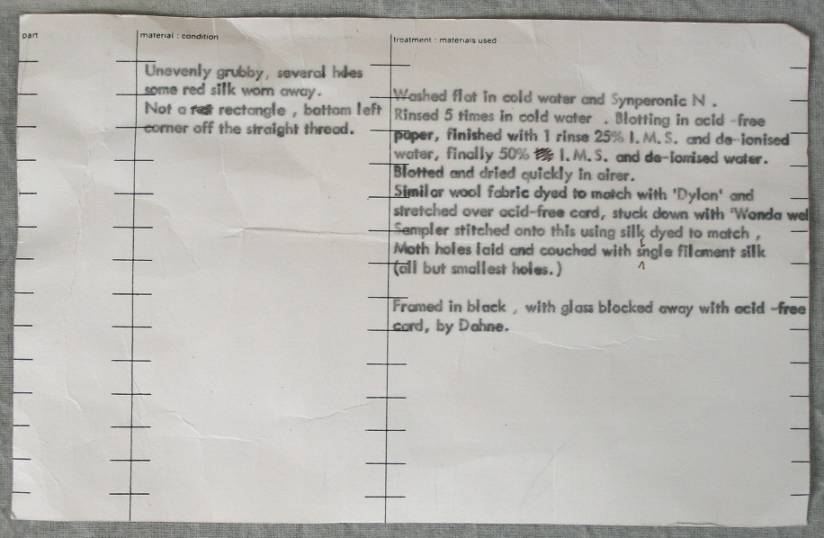 part
material : condition
treatment : materials used
Unevenly grubby, several holes
some red silk worn away.
Not a rectangle , bottom left
corner off the straight thread.
Washed flat in cold water and Synperonic N .
Rinsed 5 times in cold water . Blotting in acid -free
paper, finished with 1 rinse 25% I.M.S. and de-ionised
water, finally 50% I.M.S. and de-ionised water.
Blotted and dried quickly in airer.
Similar wool fabric dyed to match with 'Dylon' and
stretched over acid-free card, stuck down with 'Wonda wel
Sampler stitched onto this using silk dyed to match ,
Moth holes laid and couched with single filament silk
(all but smallest holes.)
Framed in black , with glass blocked away with acid -free
card, by Dahne.